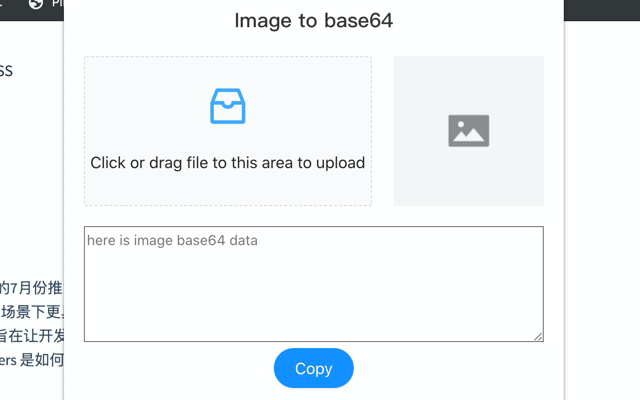 Image to base64
SS
Click or drag file to this area to upload
here is image base64 data
的7月份推
场景下更
旨在让开发
ers 是如何
Copy